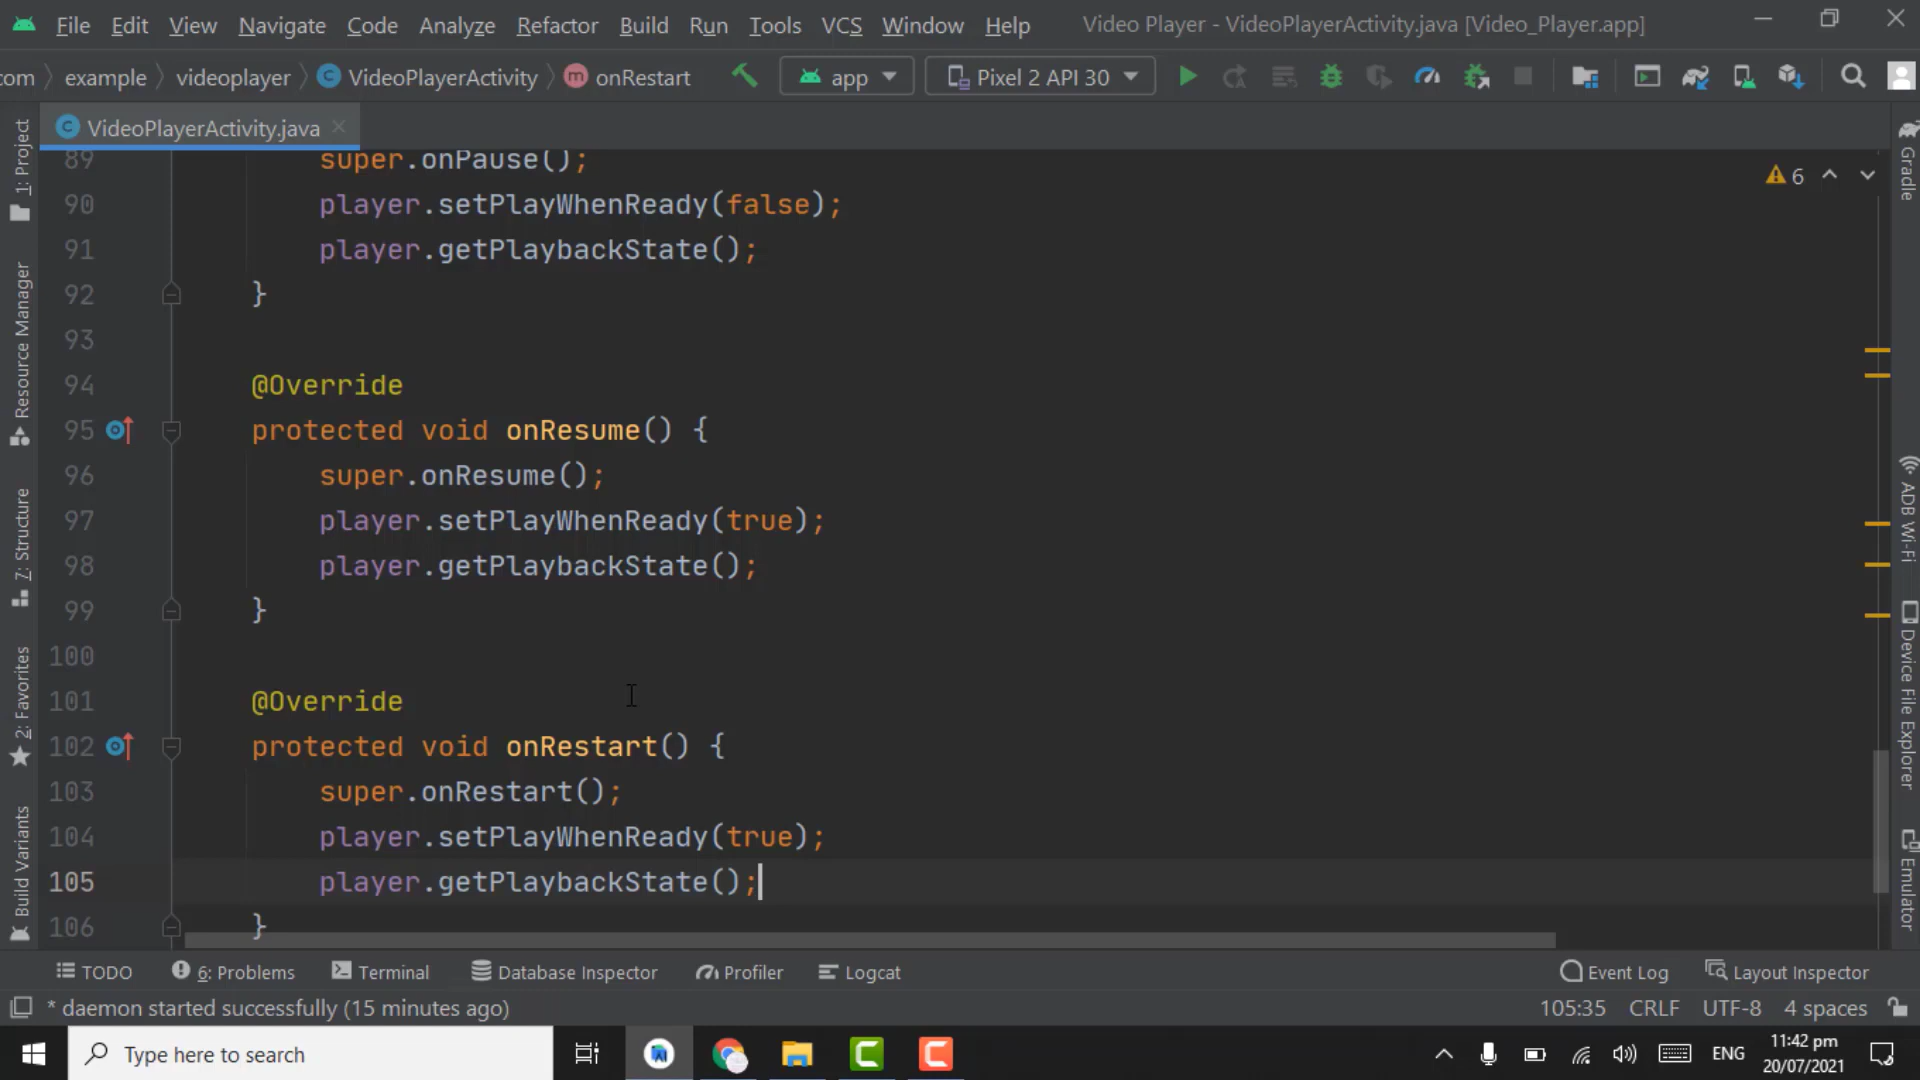 File Edit View Navigate Code Analyze Refactor Build Run Tools VCS Window Help Video Player - VideoPlayerActivity.java [Video_Player.app]
com example videoplayer C VideoPlayerActivity m onRestart app Pixel 2 API 30
C VideoPlayerActivity.java
89 super.onPause();
6
90 player.setPlayWhenReady(false);
91 player.getPlaybackState();
92 }
93
94 @Override
95 protected void onResume() {
96 super.onResume();
97 player.setPlayWhenReady(true);
98 player.getPlaybackState();
99 }
100
101 @Override
102 protected void onRestart() {
103 super.onRestart();
104 player.setPlayWhenReady(true);
105 player.getPlaybackState();
106 }
1: Project
Resource Manager
7: Structure
2: Favorites
Build Variants
Gradle
ADB Wi-Fi
Device File Explorer
Emulator
TODO 6: Problems Terminal Database Inspector Profiler Logcat Event Log Layout Inspector
* daemon started successfully (15 minutes ago) 105:35 CRLF UTF-8 4 spaces
Type here to search ENG 11:42 pm
20/07/2021